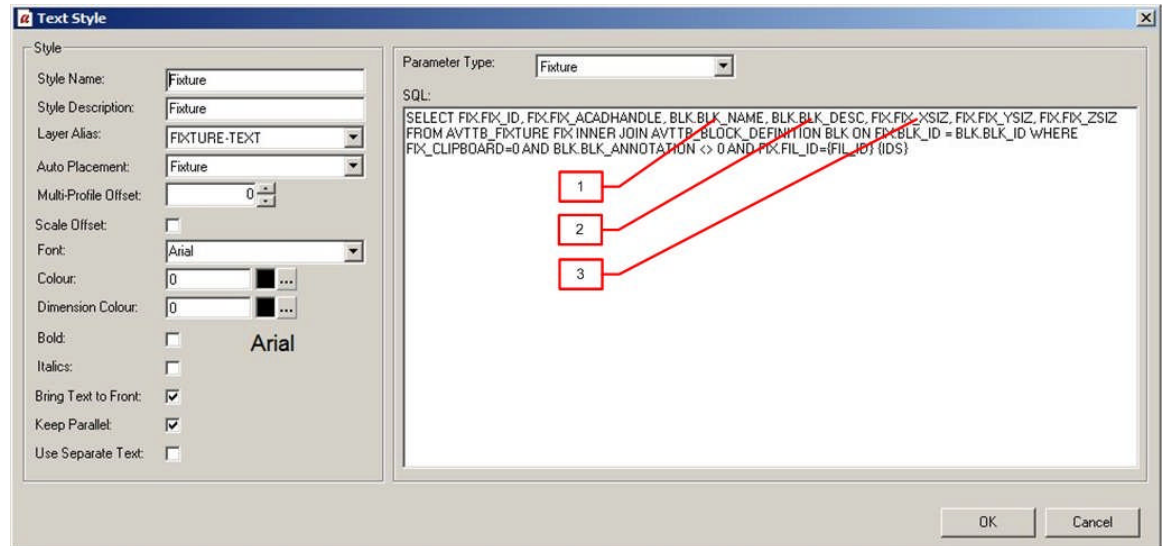 Text Style
Style
Style Name: Fixture
Style Description: Fixture
Layer Alias: FIXTURE-TEXT
Auto Placement: Fixture
Multi-Profile Offset: 0
Scale Offset:
Font: Arial
Colour: 0 ...
Dimension Colour: 0 ...
Bold:
Arial
Italics:
Bring Text to Front:
Keep Parallel:
Use Separate Text:
Parameter Type: Fixture
SQL:
SELECT FIX.FIX_ID, FIX.FIX_ACADHANDLE, BLK.BLK_NAME, BLK.BLK_DESC, FIX.FIX_XSIZ, FIX.FIX_YSIZ, FIX.FIX_ZSIZ
FROM AVTTB_FIXTURE FIX INNER JOIN AVTTB_BLOCK_DEFINITION BLK ON FIX.BLK_ID = BLK.BLK_ID WHERE
FIX_CLIPBOARD=0 AND BLK.BLK_ANNOTATION <> 0 AND FIX.FIL_ID={FIL_ID} {IDS}
1
2
3
OK
Cancel